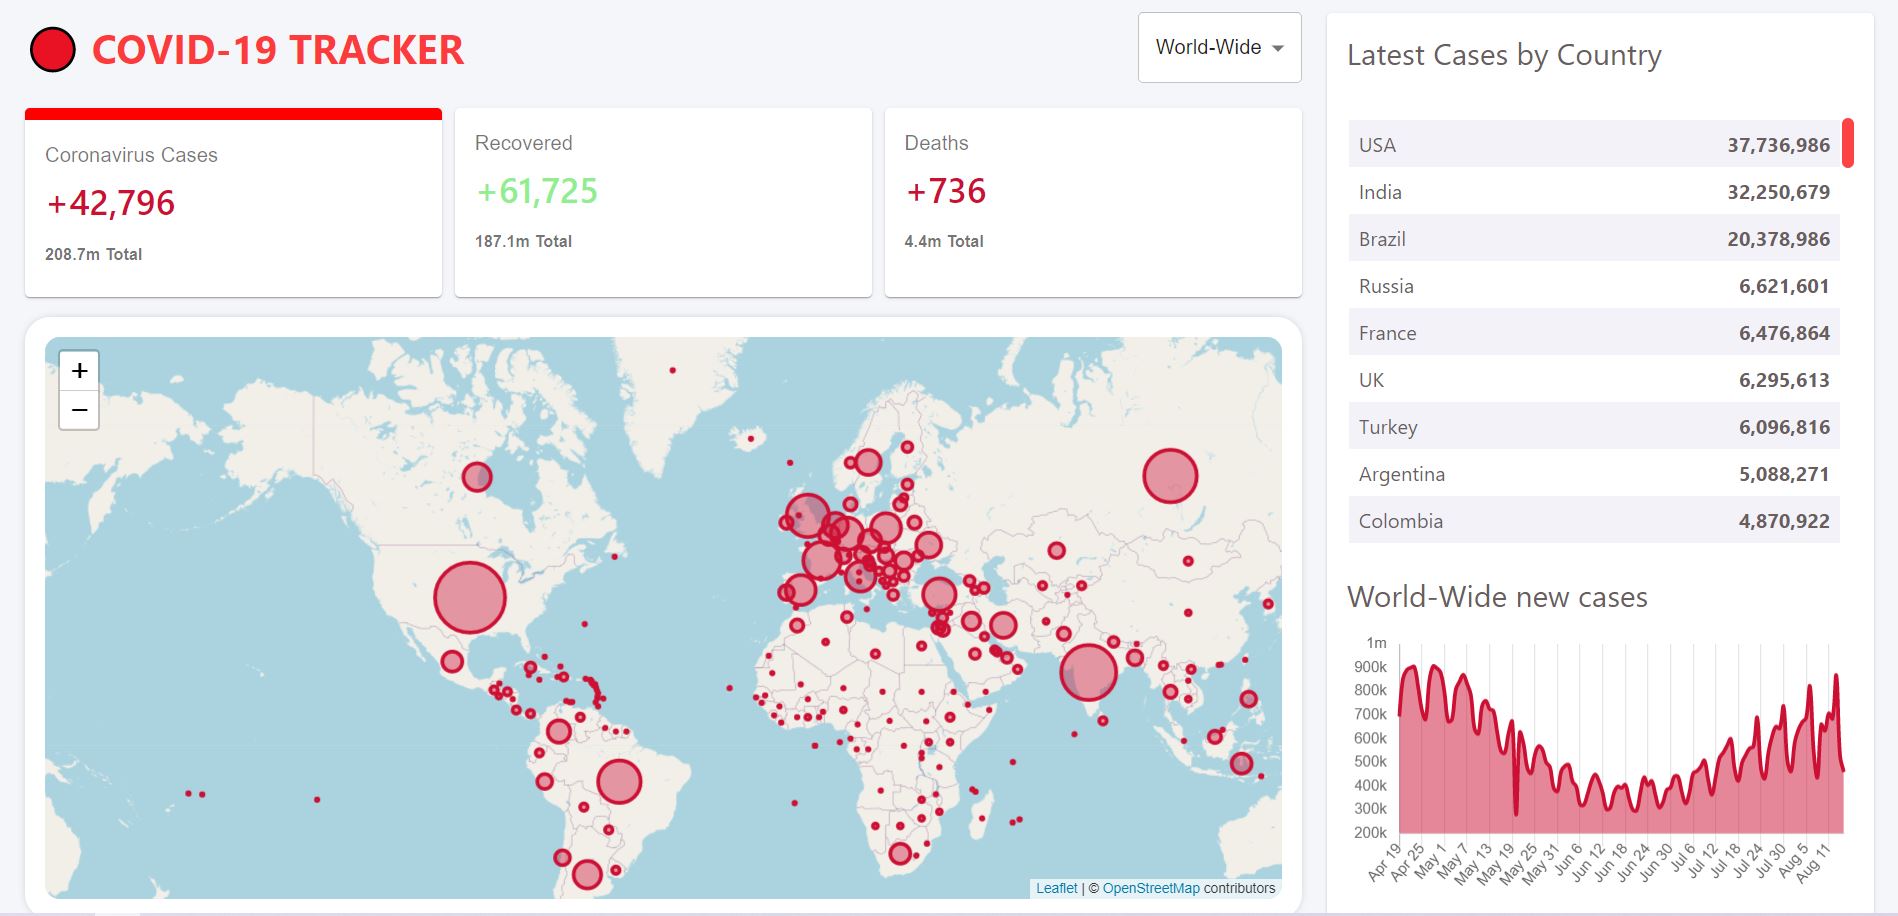 COVID-19 TRACKER
World-Wide
Coronavirus Cases
+42,796
208.7m Total
Recovered
+61,725
187.1m Total
Deaths
+736
4.4m Total
+
−
Leaflet | © OpenStreetMap contributors
Latest Cases by Country
USA 37,736,986
India 32,250,679
Brazil 20,378,986
Russia 6,621,601
France 6,476,864
UK 6,295,613
Turkey 6,096,816
Argentina 5,088,271
Colombia 4,870,922
World-Wide new cases
1m
900k
800k
700k
600k
500k
400k
300k
200k
Apr 19 Apr 25 May 1 May 7 May 13 May 19 May 25 May 31 Jun 6 Jun 12 Jun 18 Jun 24 Jun 30 Jul 6 Jul 12 Jul 18 Jul 24 Jul 30 Aug 5 Aug 11